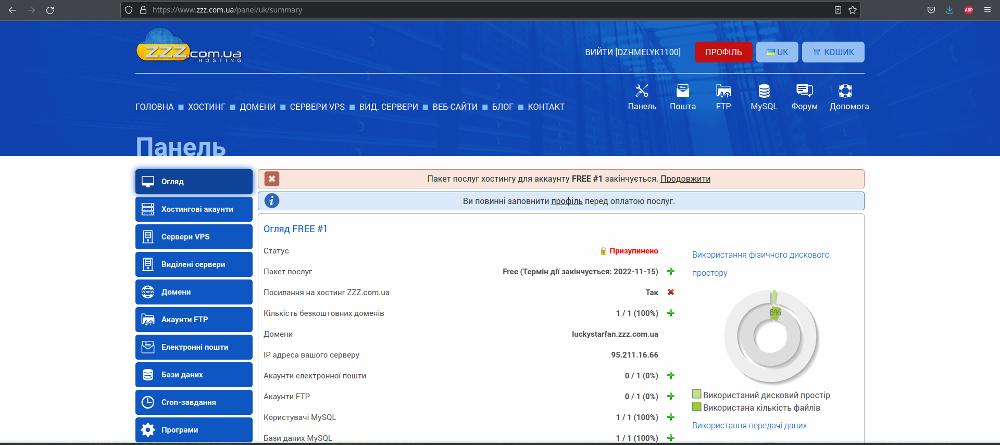 https://www.zzz.com.ua/panel/uk/summary
ABP
ZZZ.com.ua
HOSTING
ВИЙТИ [DZHMELYK1100]
ПРОФІЛЬ
UK
КОШИК
ГОЛОВНА
ХОСТИНГ
ДОМЕНИ
СЕРВЕРИ VPS
ВИД. СЕРВЕРИ
ВЕБ-САЙТИ
БЛОГ
КОНТАКТ
Панель
Пошта
FTP
MySQL
Форум
Допомога
Панель
Огляд
Хостингові акаунти
Сервери VPS
Виділені сервери
Домени
Акаунти FTP
Електронні пошти
Бази даних
Cron-завдання
Програми
Пакет послуг хостингу для аккаунту FREE #1 закінчується. Продовжити
Ви повинні заповнити профіль перед оплатою послуг.
Огляд FREE #1
Статус Призупинено
Пакет послуг Free (Термін дії закінчується: 2022-11-15)
Посилання на хостинг ZZZ.com.ua Так
Кількість безкоштовних доменів 1 / 1 (100%)
Домени luckystarfan.zzz.com.ua
IP адреса вашого серверу 95.211.16.66
Акаунти електронної пошти 0 / 1 (0%)
Акаунти FTP 0 / 1 (0%)
Користувачі MySQL 1 / 1 (100%)
Бази даних MySQL 1 / 1 (100%)
Використання фізичного дискового
простору
6%
Використаний дисковий простір
Використана кількість файлів
Використання передачі даних